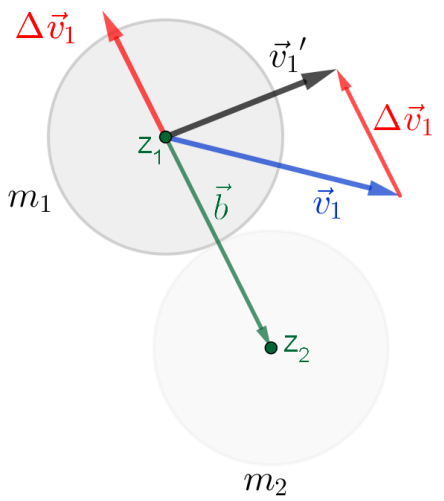 Δv⃗₁
v⃗₁′
Δv⃗₁
z₁
m₁
b⃗
v⃗₁
z₂
m₂